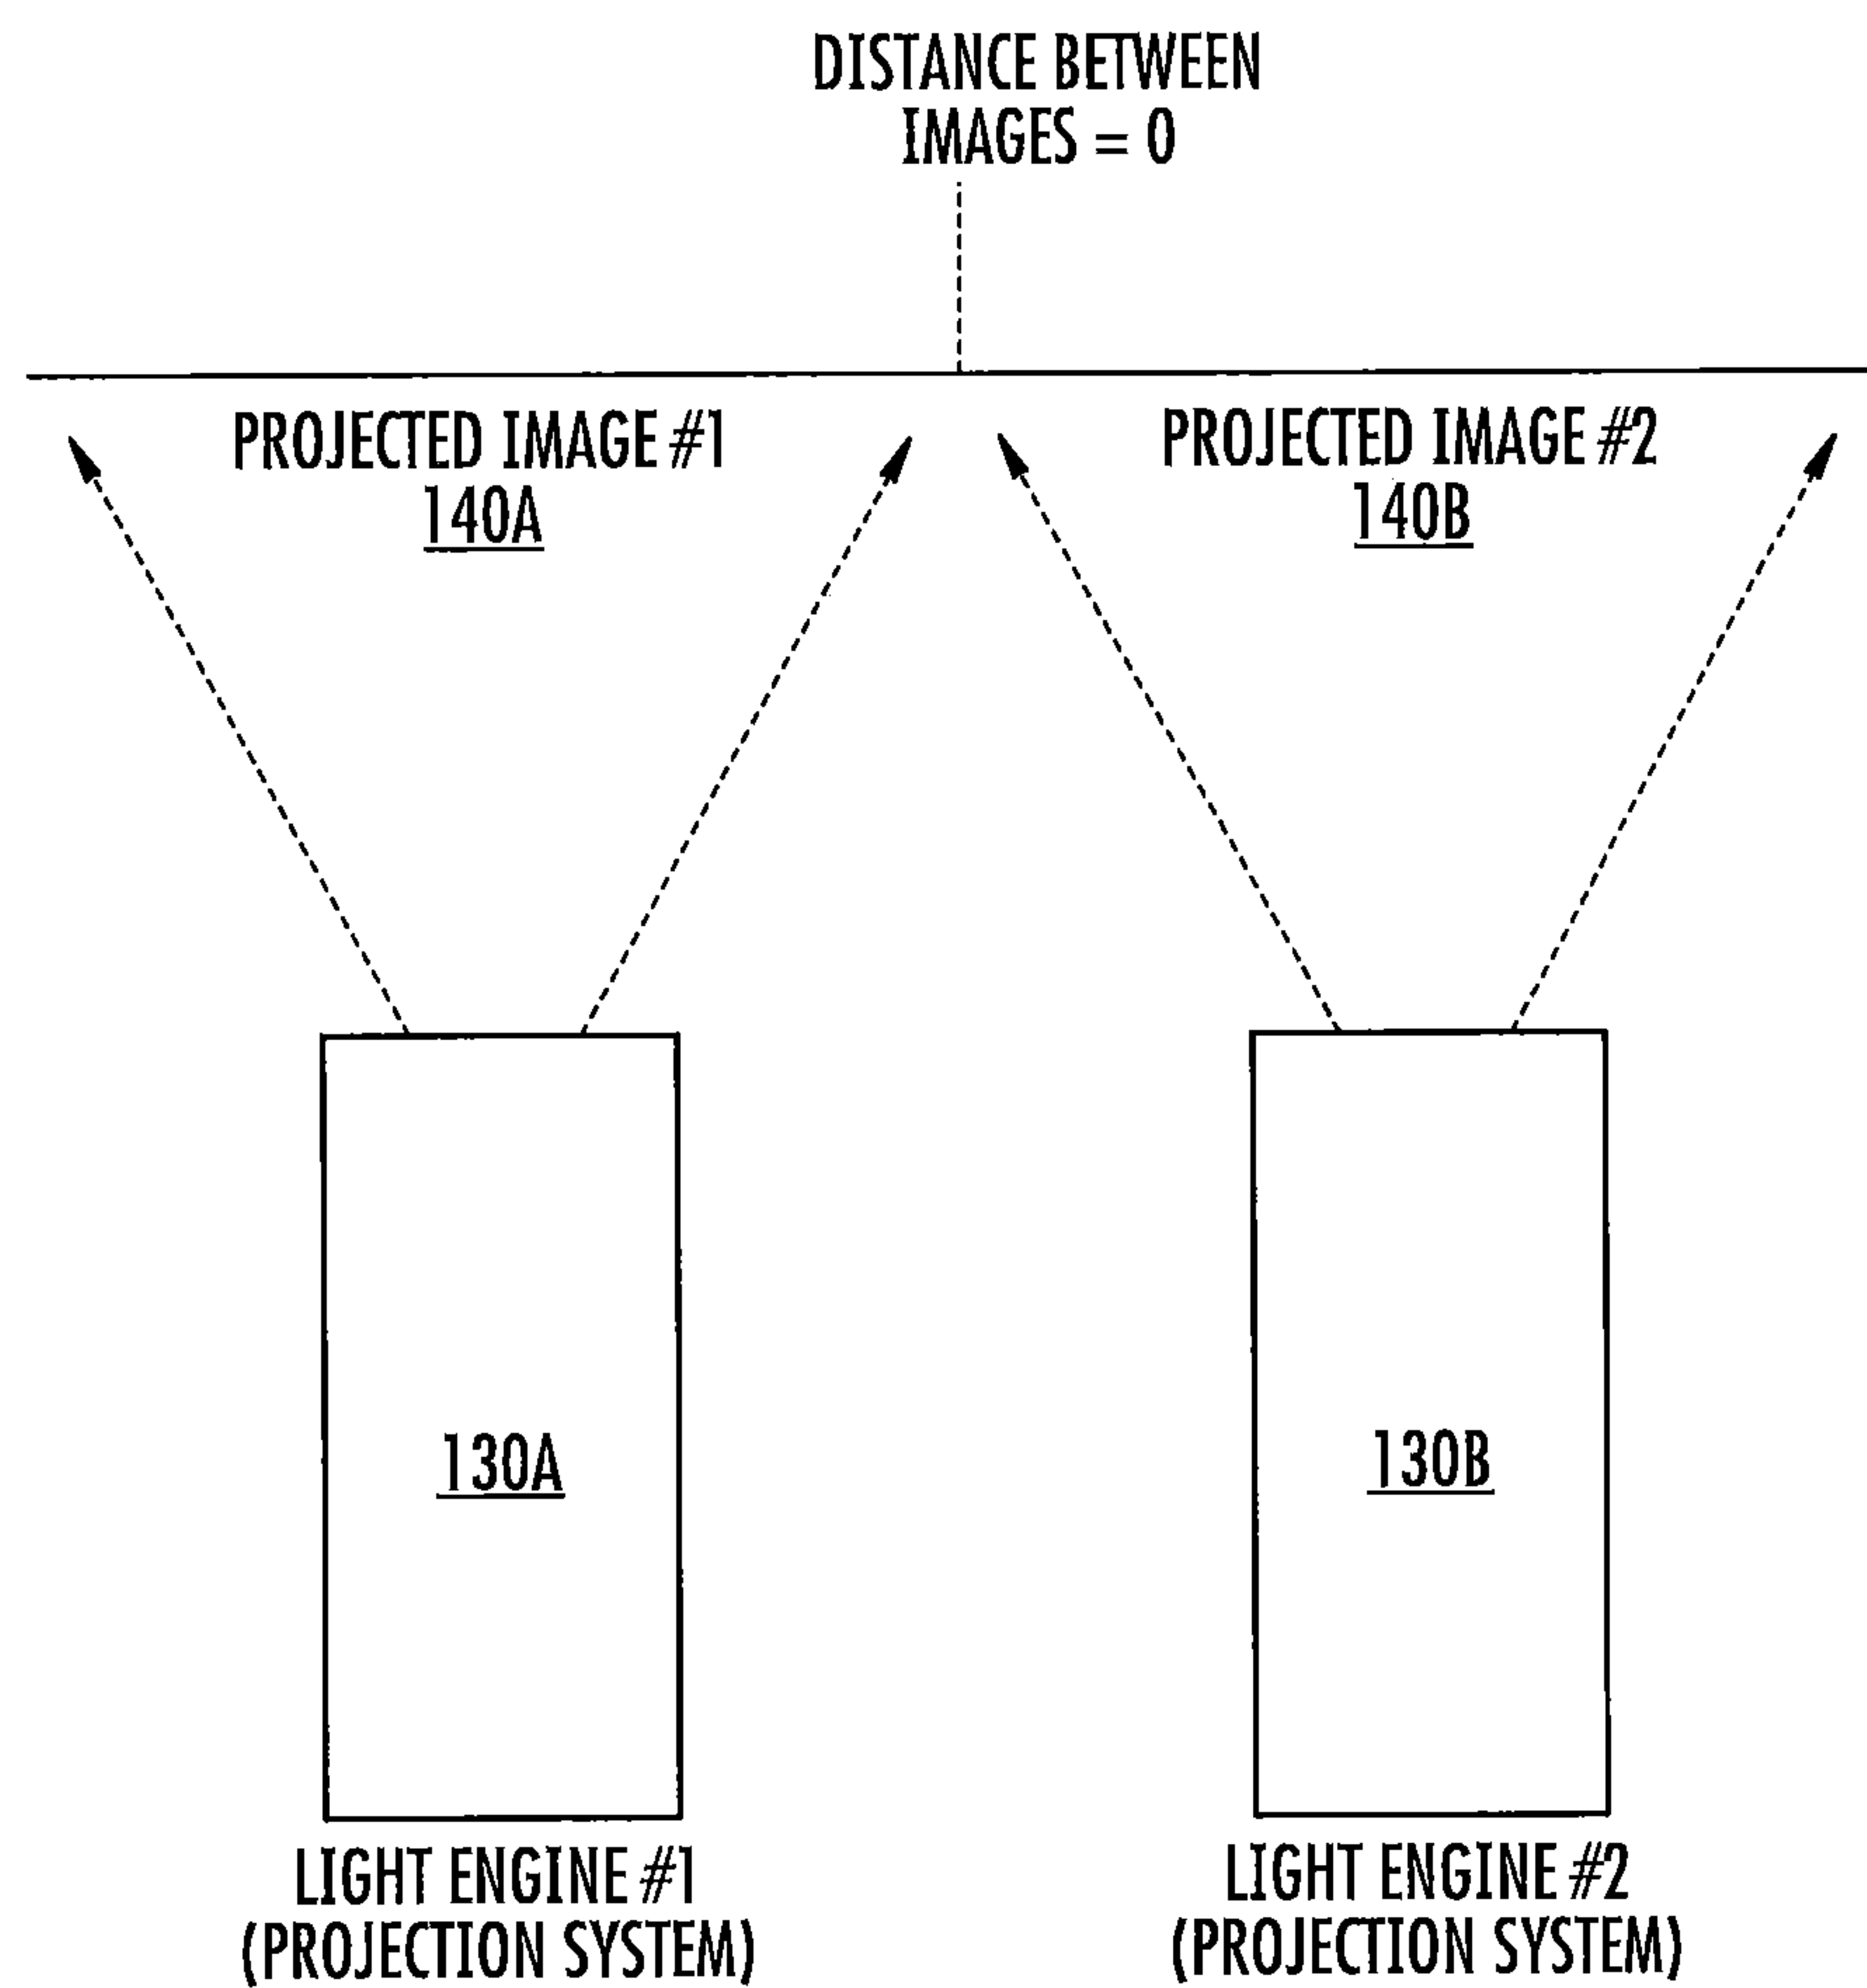 DISTANCE BETWEEN
IMAGES = 0
PROJECTED IMAGE #1
140A
PROJECTED IMAGE #2
140B
130A
130B
LIGHT ENGINE #1
(PROJECTION SYSTEM)
LIGHT ENGINE #2
(PROJECTION SYSTEM)